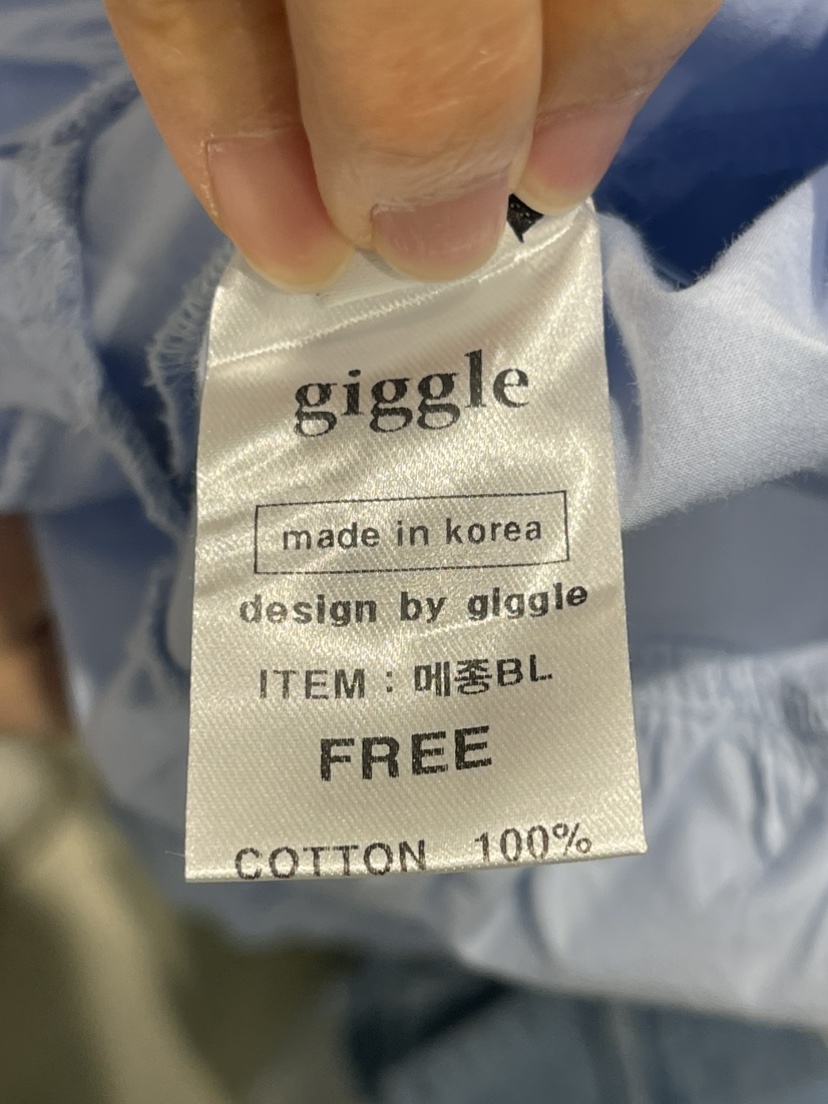 giggle
made in korea
design by giggle
ITEM : 메종BL
FREE
COTTON 100%